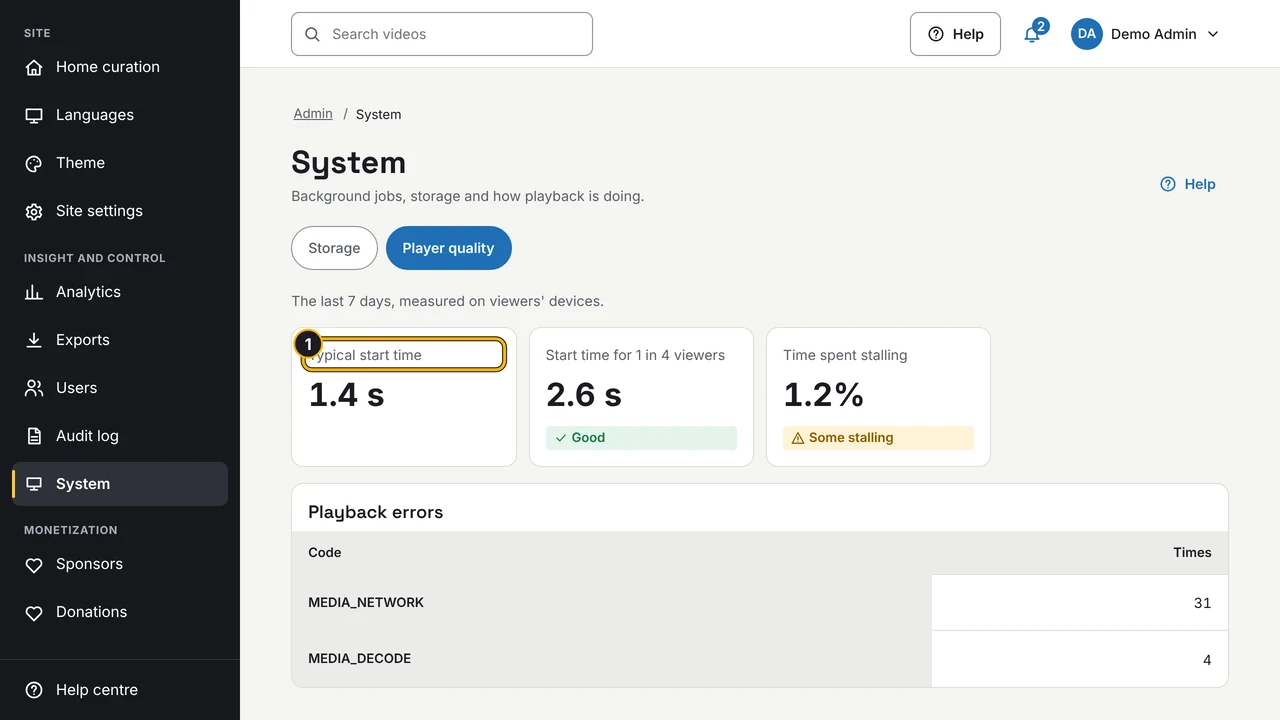 SITE
Home curation
Languages
Theme
Site settings
INSIGHT AND CONTROL
Analytics
Exports
Users
Audit log
System
MONETIZATION
Sponsors
Donations
Help centre
Search videos
Help
2
DA
Demo Admin
Admin / System
System
Background jobs, storage and how playback is doing.
Help
Storage
Player quality
The last 7 days, measured on viewers' devices.
1
Typical start time
1.4 s
Start time for 1 in 4 viewers
2.6 s
Good
Time spent stalling
1.2%
Some stalling
Playback errors
Code Times
MEDIA_NETWORK 31
MEDIA_DECODE 4